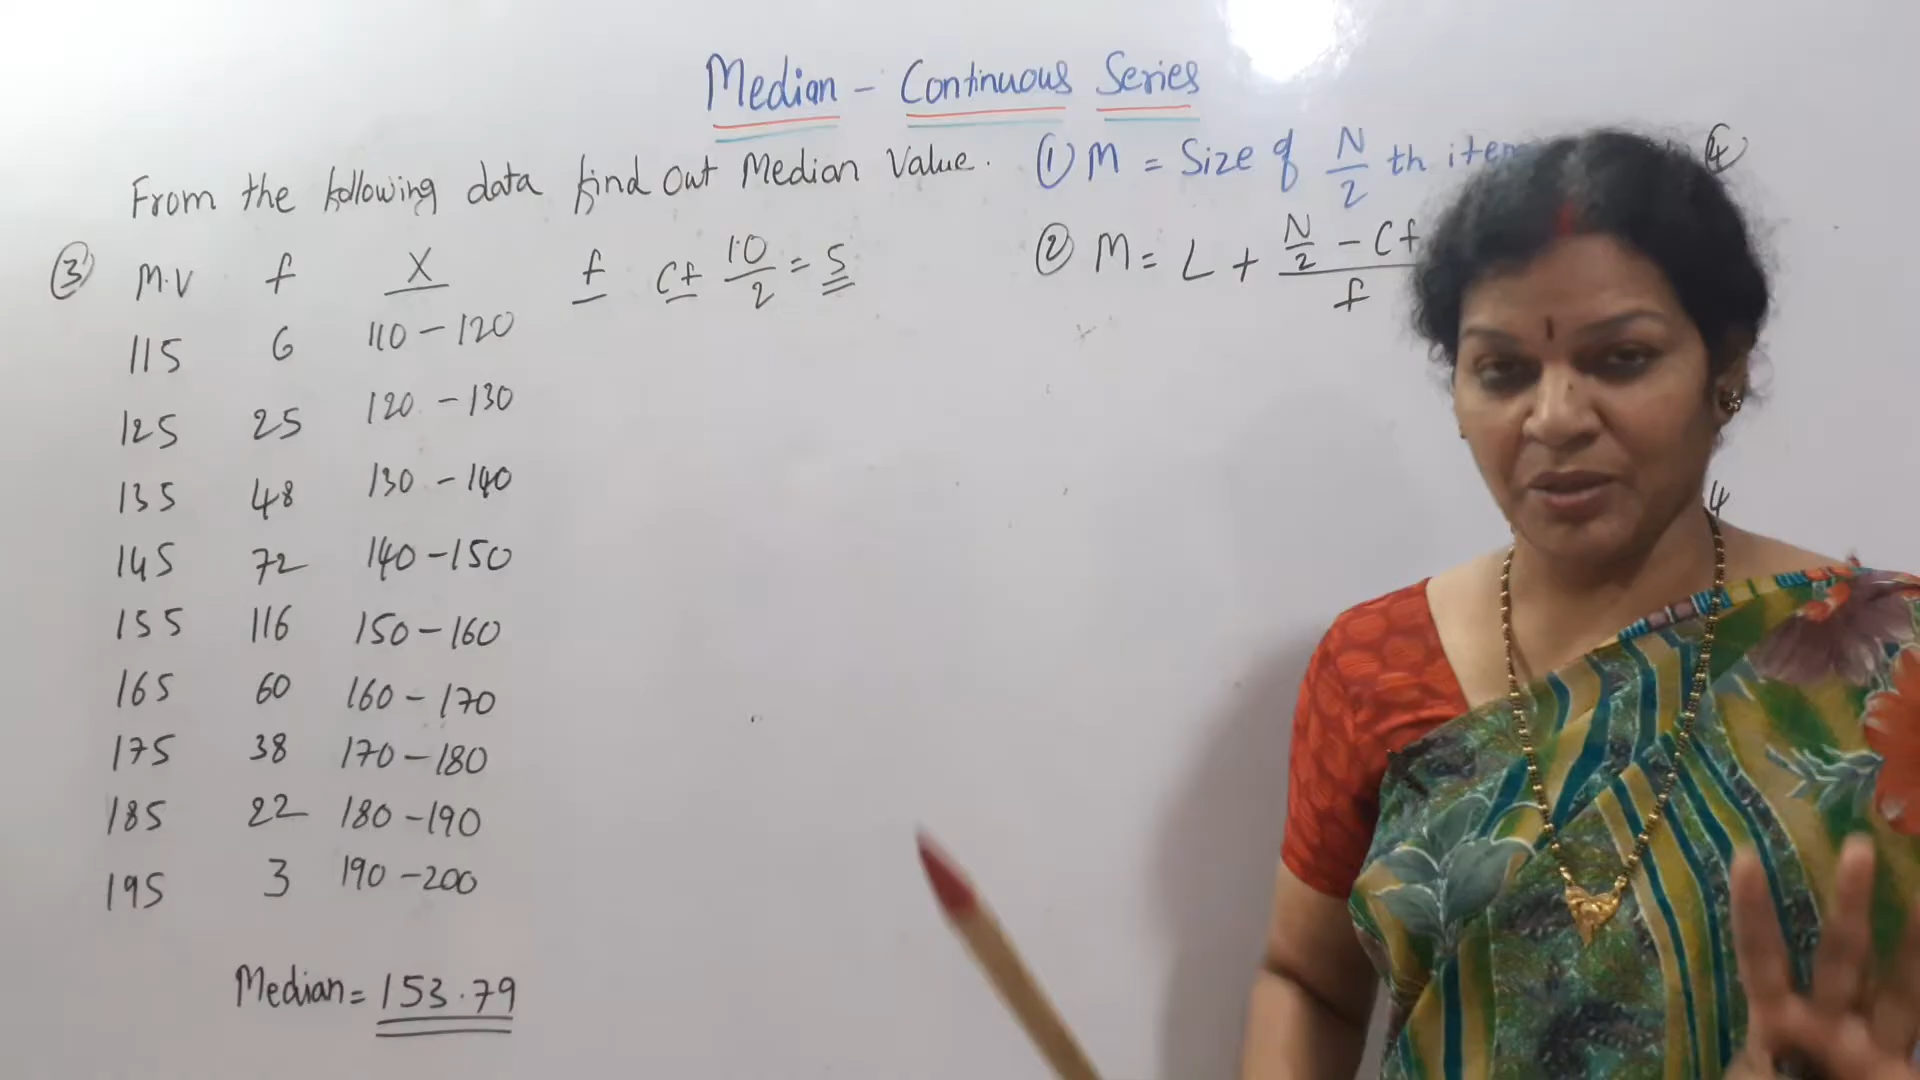 Median - Continuous Series
From the following data find out Median Value.
① M = Size of N/2 th item
② M = L + (N/2 - Cf)/f
③ M.V f X f Cf 10/2 = 5
115 6 110 - 120
125 25 120 - 130
135 48 130 - 140
145 72 140 - 150
155 116 150 - 160
165 60 160 - 170
175 38 170 - 180
185 22 180 - 190
195 3 190 - 200
Median = 153.79
④
4